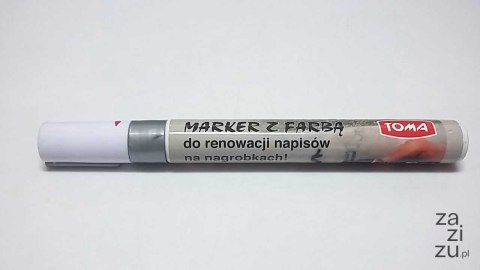 MARKER Z FARBĄ
TOMA
do renowacji napisów
na nagrobkach!
za
zi
zu.pl